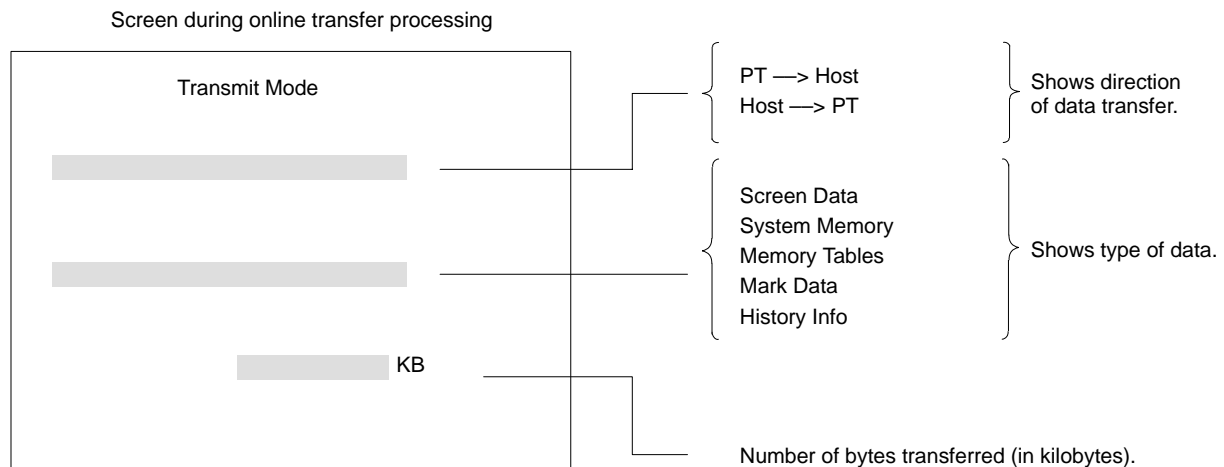 Screen during online transfer processing
Transmit Mode
KB
PT —> Host
Host —> PT
Shows direction
of data transfer.
Screen Data
System Memory
Memory Tables
Mark Data
History Info
Shows type of data.
Number of bytes transferred (in kilobytes).